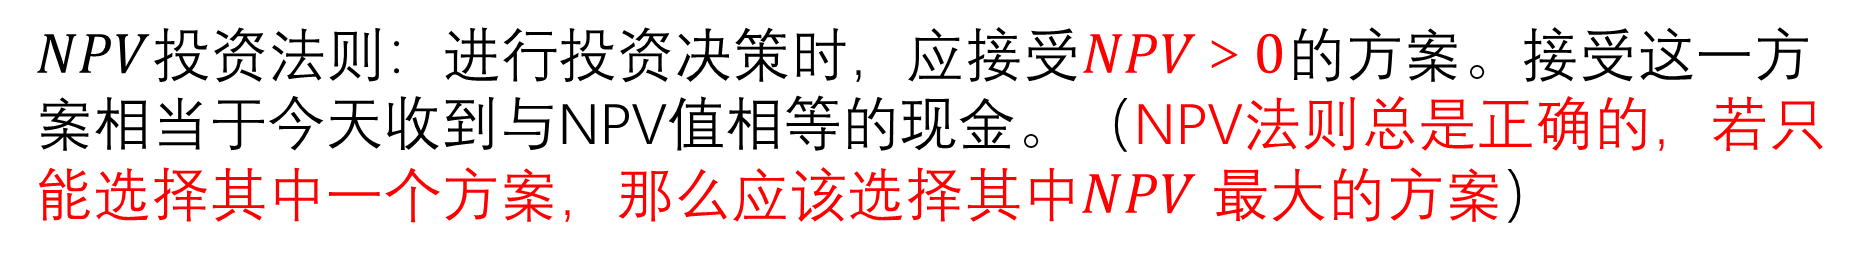 NPV投资法则：进行投资决策时，应接受NPV > 0的方案。接受这一方
案相当于今天收到与NPV值相等的现金。（NPV法则总是正确的，若只
能选择其中一个方案，那么应该选择其中NPV 最大的方案）